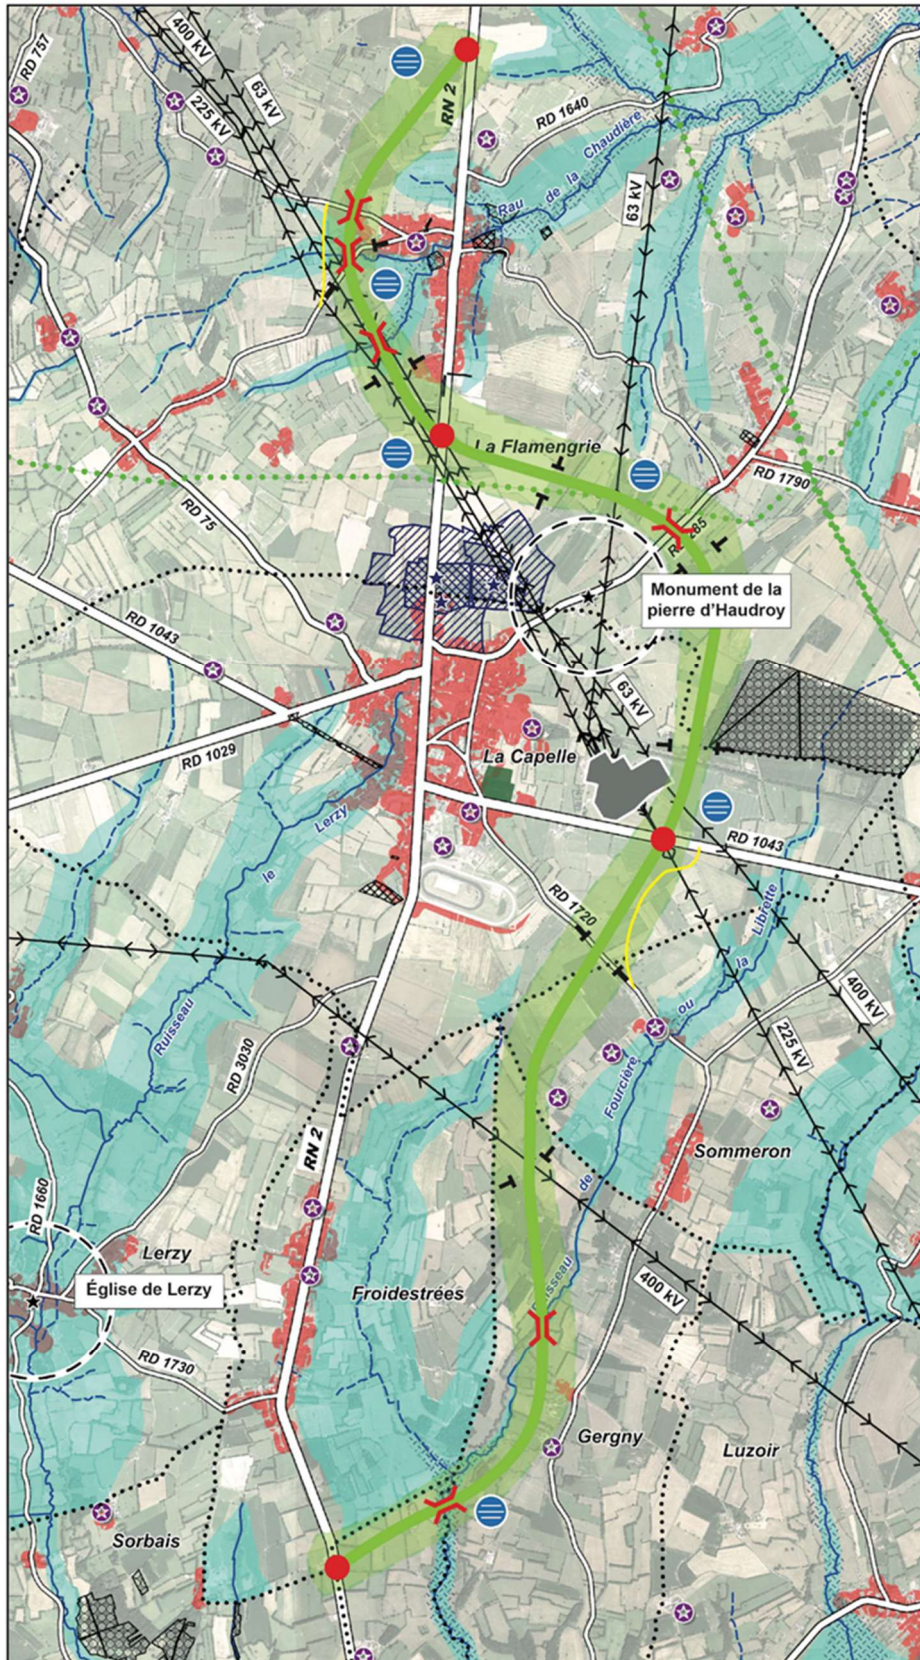 RD 757
400 kV
63 kV
225 kV
RN 2
RD 1640
Rau de la Chaudière
63 kV
La Flamengrie
RD 1790
RD 75
Monument de la
pierre d'Haudroy
RD 1043
63 kV
RD 1029
La Capelle
le Lerzy
RD 1043
RD 1720
ou la Librette
400 kV
Ruisseau
225 kV
RD 3030
Fourcière
RN 2
Sommeron
de
RD 1660
Lerzy
Église de Lerzy
Froidestrées
400 kV
RD 1730
Gergny
Luzoir
Sorbais